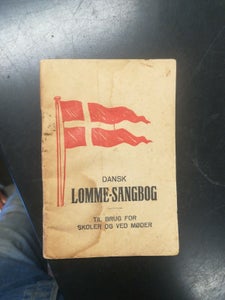 DANSK
LOMME-SANGBOG
TIL BRUG FOR
SKOLER OG VED MØDER